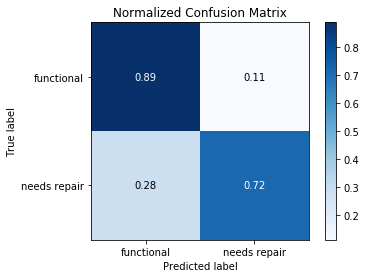 Normalized Confusion Matrix
functional
0.89
0.11
needs repair
0.28
0.72
True label
functional
needs repair
Predicted label
0.8
0.7
0.6
0.5
0.4
0.3
0.2